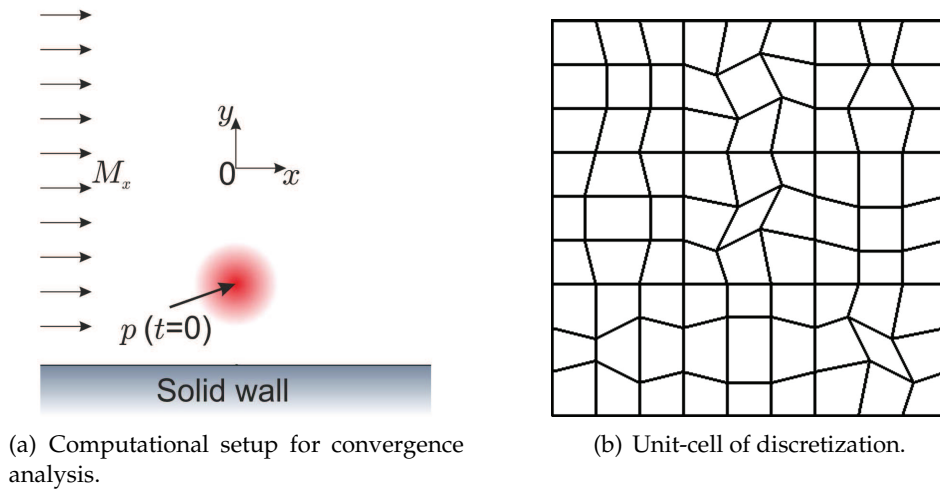 y
0
x
M_x
p (t=0)
Solid wall
(a) Computational setup for convergence
analysis.
(b) Unit-cell of discretization.